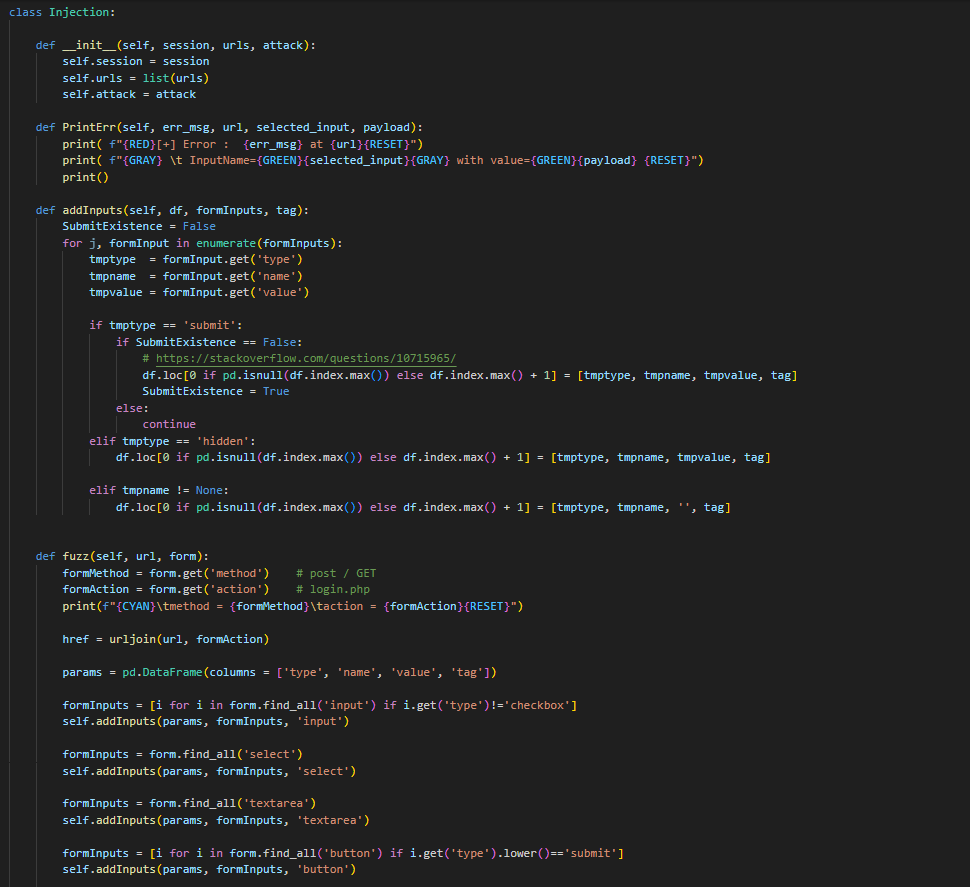 class Injection:
def __init__(self, session, urls, attack):
self.session = session
self.urls = list(urls)
self.attack = attack
def PrintErr(self, err_msg, url, selected_input, payload):
print( f"{RED}[+] Error :  {err_msg} at {url}{RESET}")
print( f"{GRAY} \t InputName={GREEN}{selected_input}{GRAY} with value={GREEN}{payload} {RESET}")
print()
def addInputs(self, df, formInputs, tag):
SubmitExistence = False
for j, formInput in enumerate(formInputs):
tmptype  = formInput.get('type')
tmpname  = formInput.get('name')
tmpvalue = formInput.get('value')
if tmptype == 'submit':
if SubmitExistence == False:
# https://stackoverflow.com/questions/10715965/
df.loc[0 if pd.isnull(df.index.max()) else df.index.max() + 1] = [tmptype, tmpname, tmpvalue, tag]
SubmitExistence = True
else:
continue
elif tmptype == 'hidden':
df.loc[0 if pd.isnull(df.index.max()) else df.index.max() + 1] = [tmptype, tmpname, tmpvalue, tag]
elif tmpname != None:
df.loc[0 if pd.isnull(df.index.max()) else df.index.max() + 1] = [tmptype, tmpname, '', tag]
def fuzz(self, url, form):
formMethod = form.get('method')    # post / GET
formAction = form.get('action')    # login.php
print(f"{CYAN}\tmethod = {formMethod}\taction = {formAction}{RESET}")
href = urljoin(url, formAction)
params = pd.DataFrame(columns = ['type', 'name', 'value', 'tag'])
formInputs = [i for i in form.find_all('input') if i.get('type')!='checkbox']
self.addInputs(params, formInputs, 'input')
formInputs = form.find_all('select')
self.addInputs(params, formInputs, 'select')
formInputs = form.find_all('textarea')
self.addInputs(params, formInputs, 'textarea')
formInputs = [i for i in form.find_all('button') if i.get('type').lower()=='submit']
self.addInputs(params, formInputs, 'button')